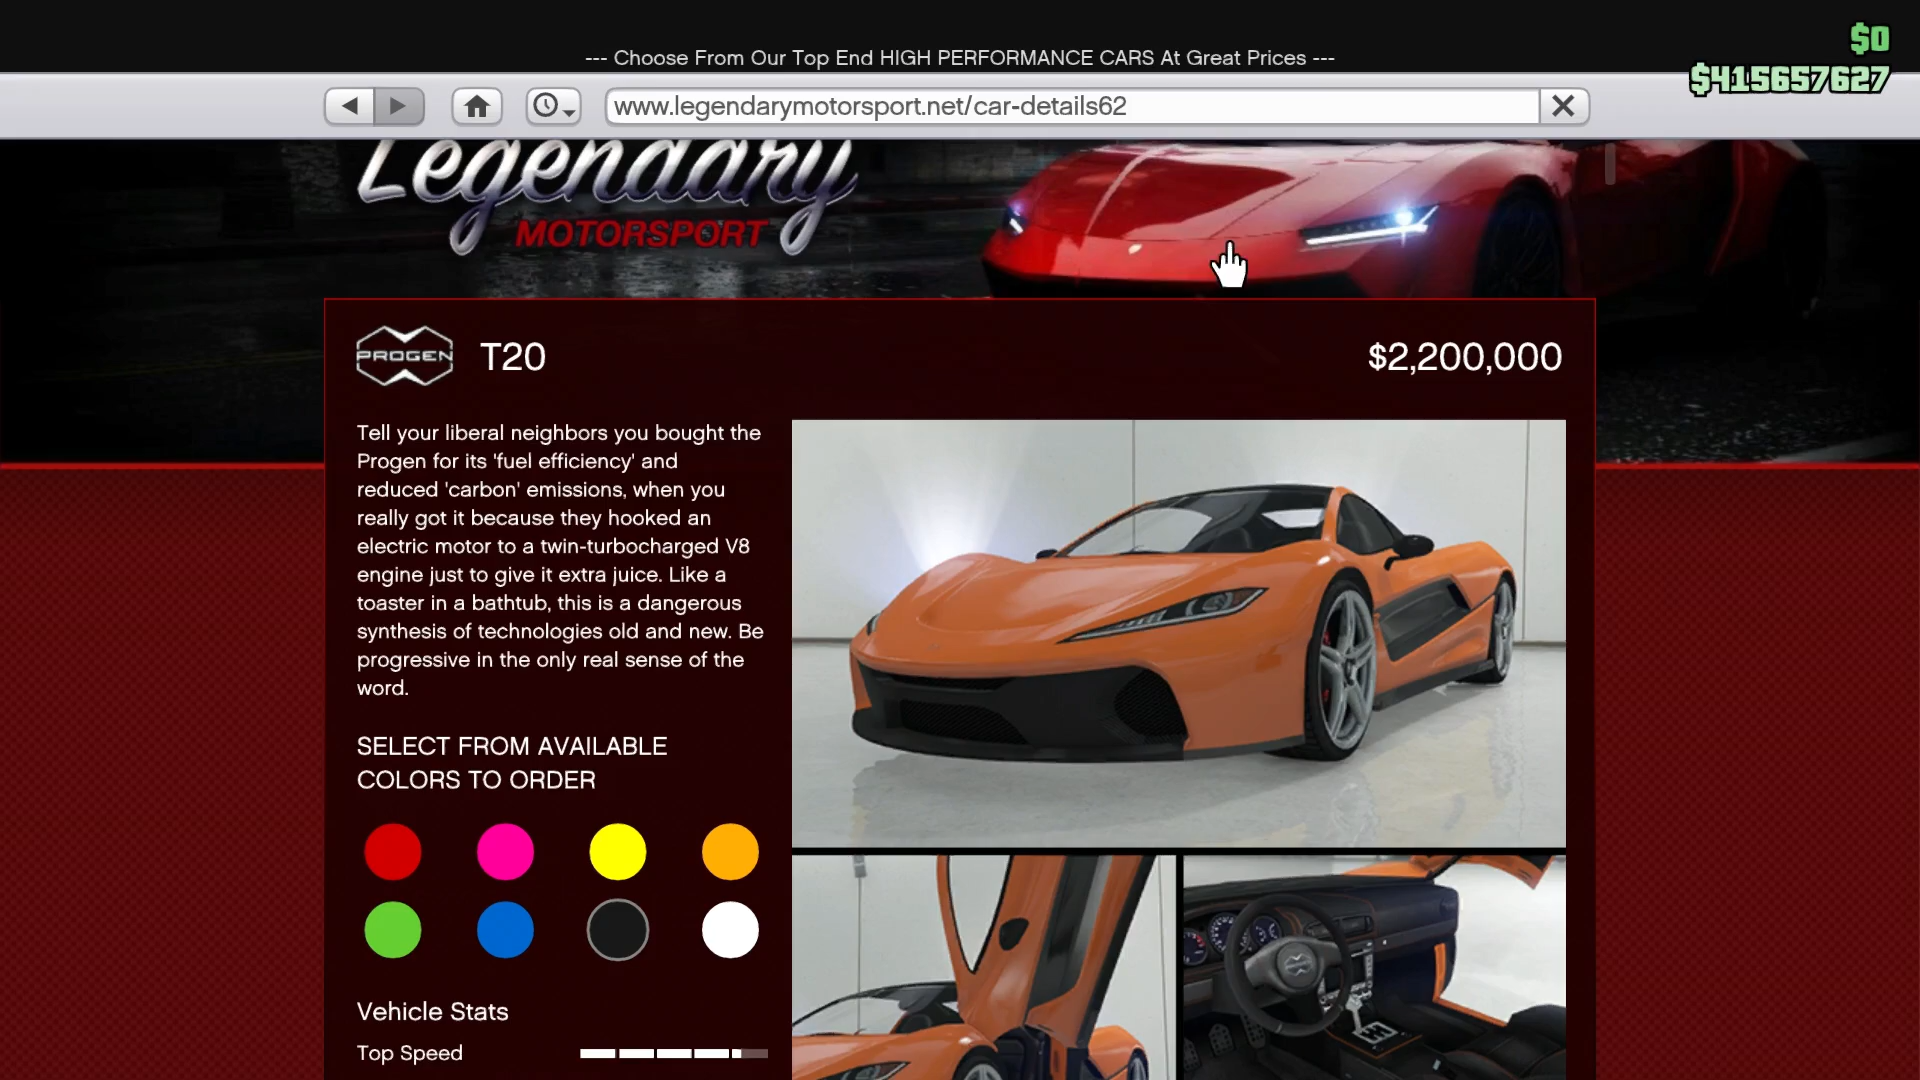 $0
--- Choose From Our Top End HIGH PERFORMANCE CARS At Great Prices ---
$415657627
www.legendarymotorsport.net/car-details62
Legendary
MOTORSPORT
PROGEN T20 $2,200,000
Tell your liberal neighbors you bought the
Progen for its 'fuel efficiency' and
reduced 'carbon' emissions, when you
really got it because they hooked an
electric motor to a twin-turbocharged V8
engine just to give it extra juice. Like a
toaster in a bathtub, this is a dangerous
synthesis of technologies old and new. Be
progressive in the only real sense of the
word.
SELECT FROM AVAILABLE
COLORS TO ORDER
Vehicle Stats
Top Speed